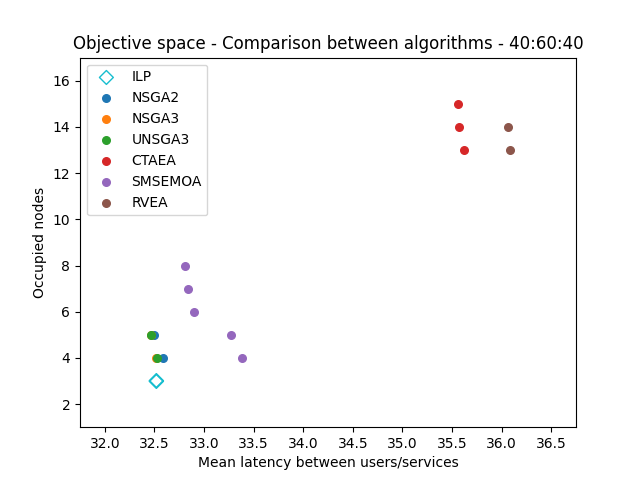 Objective space - Comparison between algorithms - 40:60:40
ILP
NSGA2
NSGA3
UNSGA3
CTAEA
SMSEMOA
RVEA
16
14
12
10
8
6
4
2
Occupied nodes
32.0 32.5 33.0 33.5 34.0 34.5 35.0 35.5 36.0 36.5
Mean latency between users/services